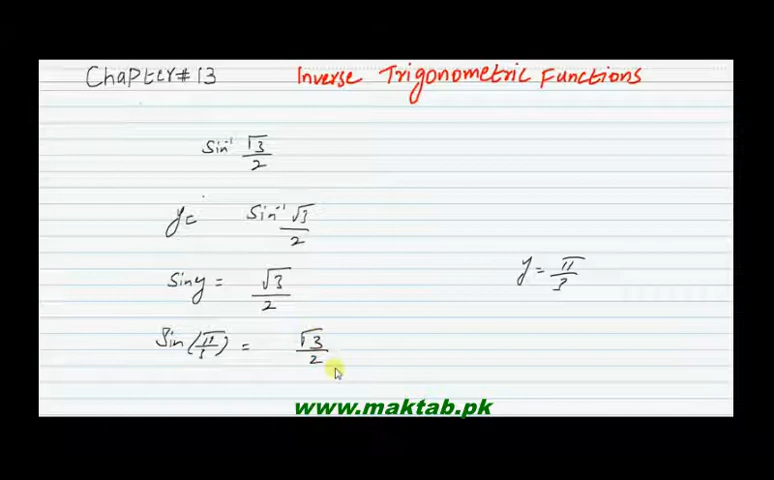 Chapter#13 Inverse Trigonometric Functions
Sin⁻¹ √3/2
y= Sin⁻¹ √3/2
Siny = √3/2
y = π/3
Sin(π/3) = √3/2
www.maktab.pk